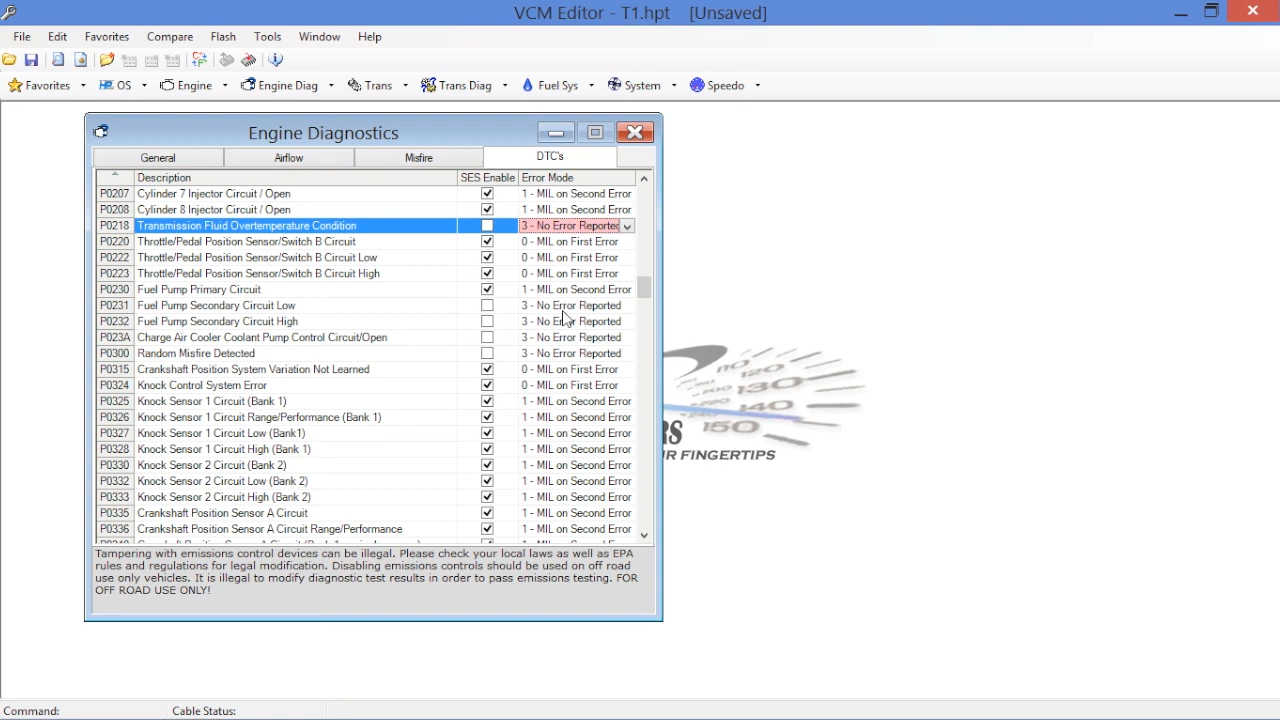 VCM Editor - T1.hpt [Unsaved]
File Edit Favorites Compare Flash Tools Window Help
Favorites OS Engine Engine Diag Trans Trans Diag Fuel Sys System Speedo
Engine Diagnostics
General Airflow Misfire DTC's
Description SES Enable Error Mode
P0207 Cylinder 7 Injector Circuit / Open 1 - MIL on Second Error
P0208 Cylinder 8 Injector Circuit / Open 1 - MIL on Second Error
P0218 Transmission Fluid Overtemperature Condition 3 - No Error Reported
P0220 Throttle/Pedal Position Sensor/Switch B Circuit 0 - MIL on First Error
P0222 Throttle/Pedal Position Sensor/Switch B Circuit Low 0 - MIL on First Error
P0223 Throttle/Pedal Position Sensor/Switch B Circuit High 0 - MIL on First Error
P0230 Fuel Pump Primary Circuit 1 - MIL on Second Error
P0231 Fuel Pump Secondary Circuit Low 3 - No Error Reported
P0232 Fuel Pump Secondary Circuit High 3 - No Error Reported
P023A Charge Air Cooler Coolant Pump Control Circuit/Open 3 - No Error Reported
P0300 Random Misfire Detected 3 - No Error Reported
P0315 Crankshaft Position System Variation Not Learned 0 - MIL on First Error
P0324 Knock Control System Error 0 - MIL on First Error
P0325 Knock Sensor 1 Circuit (Bank 1) 1 - MIL on Second Error
P0326 Knock Sensor 1 Circuit Range/Performance (Bank 1) 1 - MIL on Second Error
P0327 Knock Sensor 1 Circuit Low (Bank1) 1 - MIL on Second Error
P0328 Knock Sensor 1 Circuit High (Bank 1) 1 - MIL on Second Error
P0330 Knock Sensor 2 Circuit (Bank 2) 1 - MIL on Second Error
P0332 Knock Sensor 2 Circuit Low (Bank 2) 1 - MIL on Second Error
P0333 Knock Sensor 2 Circuit High (Bank 2) 1 - MIL on Second Error
P0335 Crankshaft Position Sensor A Circuit 1 - MIL on Second Error
P0336 Crankshaft Position Sensor A Circuit Range/Performance 1 - MIL on Second Error
Tampering with emissions control devices can be illegal. Please check your local laws as well as EPA
rules and regulations for legal modification. Disabling emissions controls should be used on off road
use only vehicles. It is illegal to modify diagnostic test results in order to pass emissions testing. FOR
OFF ROAD USE ONLY!
110
120
130
140
150
RS
R FINGERTIPS
Command: Cable Status: